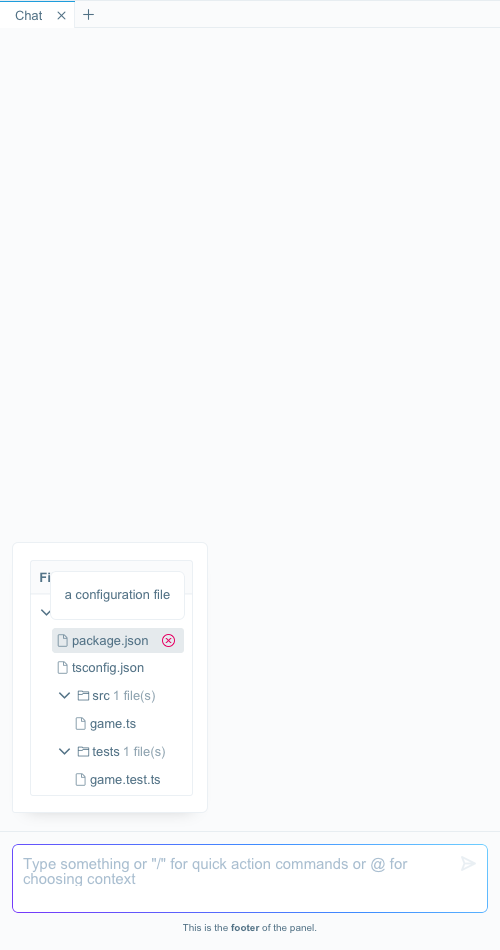 Chat
Fi
a configuration file
package.json
tsconfig.json
src 1 file(s)
game.ts
tests 1 file(s)
game.test.ts
Type something or "/" for quick action commands or @ for
choosing context
This is the footer of the panel.